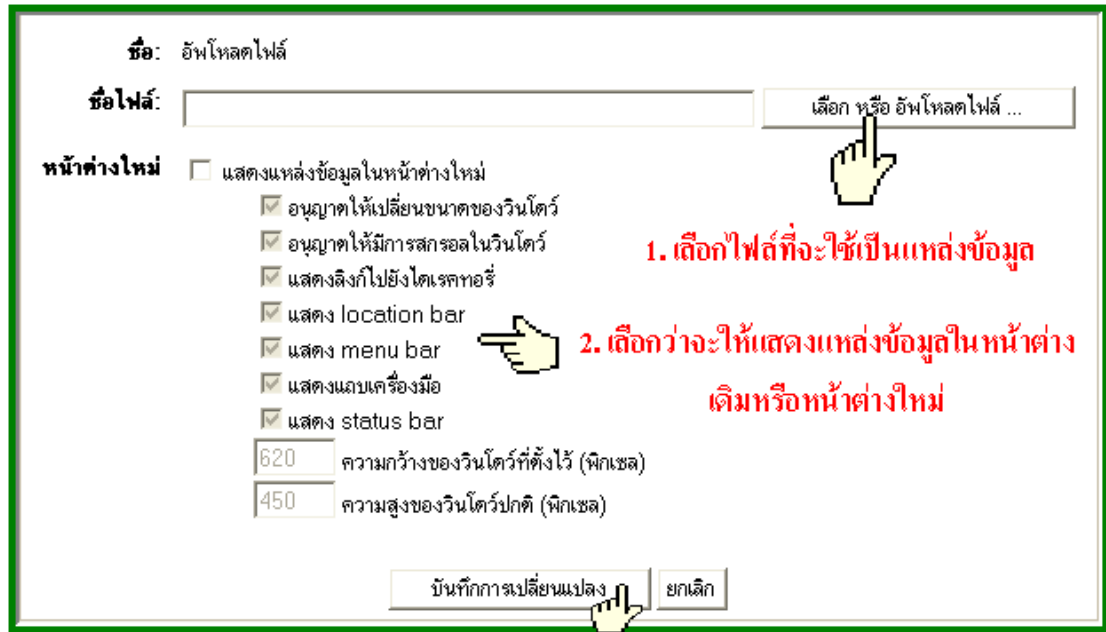 ชื่อ: อัพโหลดไฟล์
ชื่อไฟล์: เลือก หรือ อัพโหลดไฟล์ ...
หน้าต่างใหม่ แสดงแหล่งข้อมูลในหน้าต่างใหม่
อนุญาตให้เปลี่ยนขนาดของวินโดว์
อนุญาตให้มีการสกรอลในวินโดว์
1. เลือกไฟล์ที่จะใช้เป็นแหล่งข้อมูล
แสดงลิงก์ไปยังไดเรคทอรี่
แสดง location bar
2. เลือกว่าจะให้แสดงแหล่งข้อมูลในหน้าต่าง
แสดง menu bar
แสดงแถบเครื่องมือ
เดิมหรือหน้าต่างใหม่
แสดง status bar
620 ความกว้างของวินโดว์ที่ตั้งไว้ (พิกเซล)
450 ความสูงของวินโดว์ปกติ (พิกเซล)
บันทึกการเปลี่ยนแปลง ยกเลิก